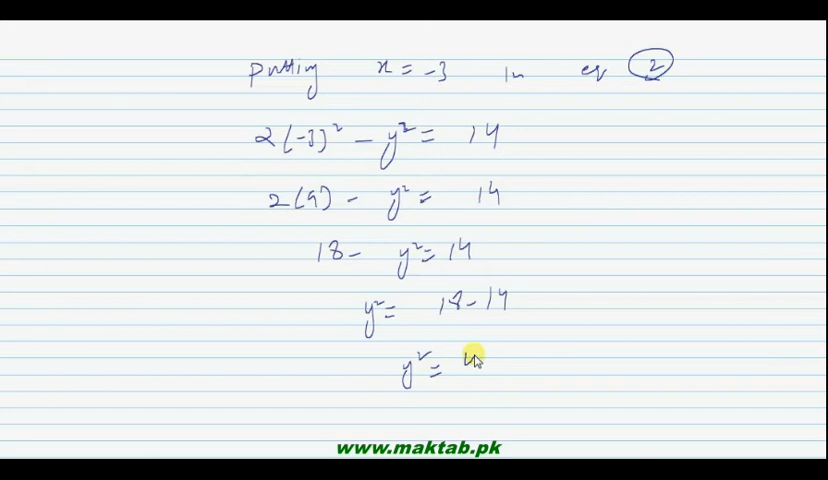 Putting x = -3 in eq 2
2(-3)² - y² = 14
2(9) - y² = 14
18 - y² = 14
y² = 18 - 14
y² = 4
www.maktab.pk